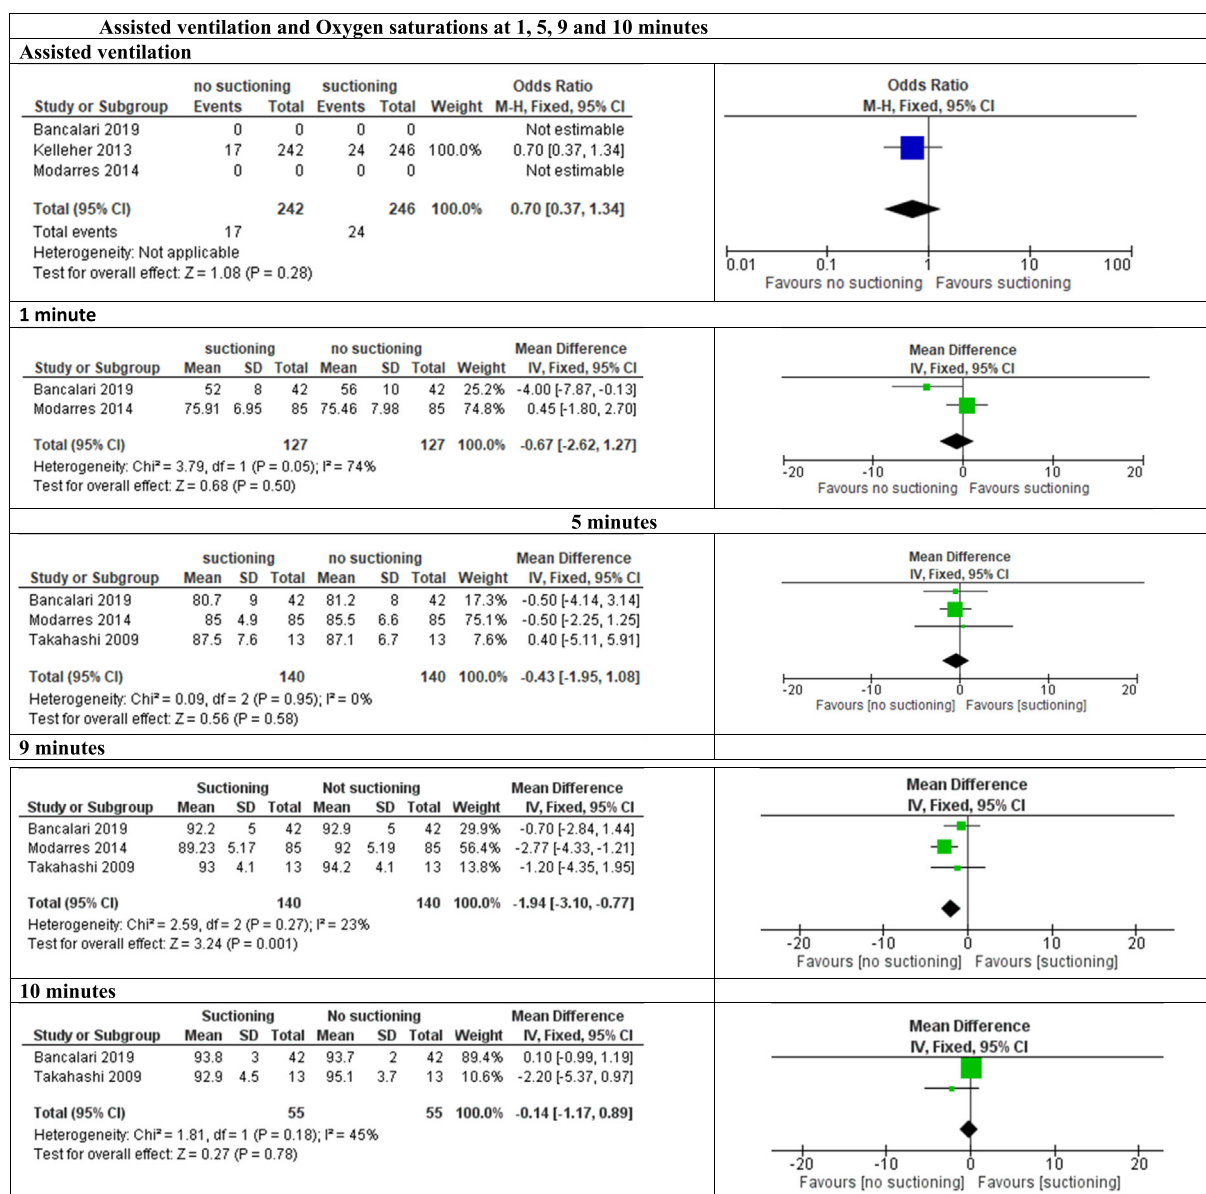 Assisted ventilation and Oxygen saturations at 1, 5, 9 and 10 minutes
Assisted ventilation
no suctioning suctioning Odds Ratio
Study or Subgroup Events Total Events Total Weight M-H, Fixed, 95% CI
Bancalari 2019 0 0 0 0 Not estimable
Kelleher 2013 17 242 24 246 100.0% 0.70 [0.37, 1.34]
Modarres 2014 0 0 0 0 Not estimable
Total (95% CI) 242 246 100.0% 0.70 [0.37, 1.34]
Total events 17 24
Heterogeneity: Not applicable
Test for overall effect: Z = 1.08 (P = 0.28)
Odds Ratio
M-H, Fixed, 95% CI
0.01 0.1 1 10 100
Favours no suctioning Favours suctioning
1 minute
suctioning no suctioning Mean Difference
Study or Subgroup Mean SD Total Mean SD Total Weight IV, Fixed, 95% CI
Bancalari 2019 52 8 42 56 10 42 25.2% -4.00 [-7.87, -0.13]
Modarres 2014 75.91 6.95 85 75.46 7.98 85 74.8% 0.45 [-1.80, 2.70]
Total (95% CI) 127 127 100.0% -0.67 [-2.62, 1.27]
Heterogeneity: Chi² = 3.79, df = 1 (P = 0.05); I² = 74%
Test for overall effect: Z = 0.68 (P = 0.50)
Mean Difference
IV, Fixed, 95% CI
-20 -10 0 10 20
Favours no suctioning Favours suctioning
5 minutes
suctioning no suctioning Mean Difference
Study or Subgroup Mean SD Total Mean SD Total Weight IV, Fixed, 95% CI
Bancalari 2019 80.7 9 42 81.2 8 42 17.3% -0.50 [-4.14, 3.14]
Modarres 2014 85 4.9 85 85.5 6.6 85 75.1% -0.50 [-2.25, 1.25]
Takahashi 2009 87.5 7.6 13 87.1 6.7 13 7.6% 0.40 [-5.11, 5.91]
Total (95% CI) 140 140 100.0% -0.43 [-1.95, 1.08]
Heterogeneity: Chi² = 0.09, df = 2 (P = 0.95); I² = 0%
Test for overall effect: Z = 0.56 (P = 0.58)
Mean Difference
IV, Fixed, 95% CI
-20 -10 0 10 20
Favours [no suctioning] Favours [suctioning]
9 minutes
Suctioning Not suctioning Mean Difference
Study or Subgroup Mean SD Total Mean SD Total Weight IV, Fixed, 95% CI
Bancalari 2019 92.2 5 42 92.9 5 42 29.9% -0.70 [-2.84, 1.44]
Modarres 2014 89.23 5.17 85 92 5.19 85 56.4% -2.77 [-4.33, -1.21]
Takahashi 2009 93 4.1 13 94.2 4.1 13 13.8% -1.20 [-4.35, 1.95]
Total (95% CI) 140 140 100.0% -1.94 [-3.10, -0.77]
Heterogeneity: Chi² = 2.59, df = 2 (P = 0.27); I² = 23%
Test for overall effect: Z = 3.24 (P = 0.001)
Mean Difference
IV, Fixed, 95% CI
-20 -10 0 10 20
Favours [no suctioning] Favours [suctioning]
10 minutes
Suctioning No suctioning Mean Difference
Study or Subgroup Mean SD Total Mean SD Total Weight IV, Fixed, 95% CI
Bancalari 2019 93.8 3 42 93.7 2 42 89.4% 0.10 [-0.99, 1.19]
Takahashi 2009 92.9 4.5 13 95.1 3.7 13 10.6% -2.20 [-5.37, 0.97]
Total (95% CI) 55 55 100.0% -0.14 [-1.17, 0.89]
Heterogeneity: Chi² = 1.81, df = 1 (P = 0.18); I² = 45%
Test for overall effect: Z = 0.27 (P = 0.78)
Mean Difference
IV, Fixed, 95% CI
-20 -10 0 10 20
Favours [no suctioning] Favours [suctioning]